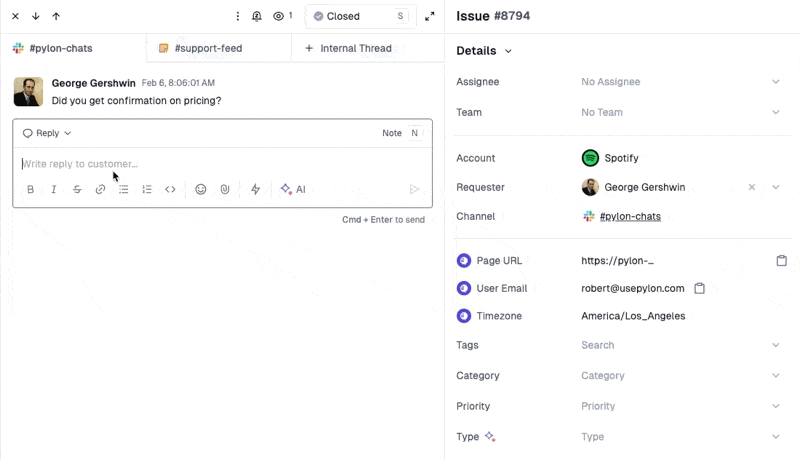 1
Closed
S
#pylon-chats
#support-feed
Internal Thread
George Gershwin Feb 6, 8:06:01 AM
Did you get confirmation on pricing?
Reply
Note N
Write reply to customer...
B I S AI
Cmd + Enter to send
Issue #8794
Details
Assignee No Assignee
Team No Team
Account Spotify
Requester George Gershwin
Channel #pylon-chats
Page URL https://pylon-...
User Email robert@usepylon.com
Timezone America/Los_Angeles
Tags Search
Category Category
Priority Priority
Type Type